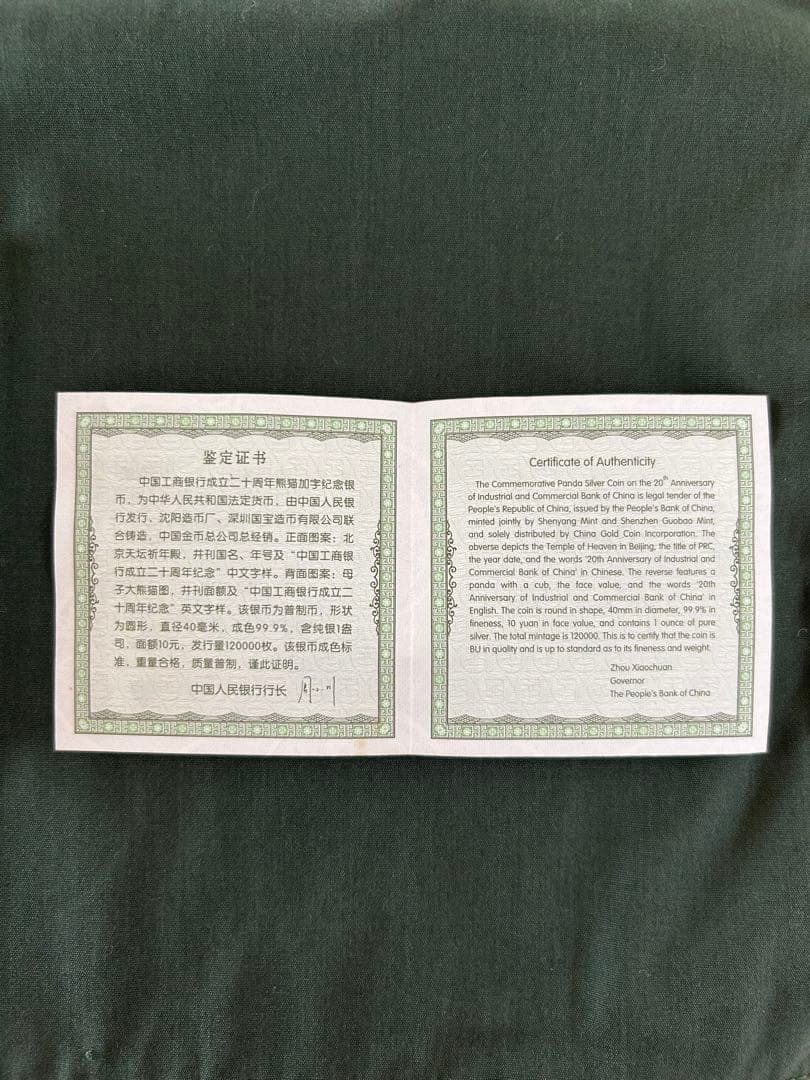 鉴定证书
中国工商银行成立二十周年熊猫加字纪念银
币，为中华人民共和国法定货币，由中国人民银
行发行、沈阳造币厂、深圳国宝造币有限公司联
合铸造，中国金币总公司总经销。正面图案：北
京天坛祈年殿，并刊国名、年号及“中国工商银
行成立二十周年纪念”中文字样。背面图案：母
子大熊猫图，并刊面额及“中国工商银行成立二
十周年纪念”英文字样。该银币为普制币，形状
为圆形，直径40毫米，成色99.9%，含纯银1盎
司，面额10元，发行量120000枚。该银币成色标
准，重量合格，质量普制，谨此证明。
中国人民银行行长
Certificate of Authenticity
The Commemorative Panda Silver Coin on the 20th Anniversary
of Industrial and Commercial Bank of China is legal tender of the
People's Republic of China, issued by the People's Bank of China,
minted jointly by Shenyang Mint and Shenzhen Guobao Mint,
and solely distributed by China Gold Coin Incorporation. The
obverse depicts the Temple of Heaven in Beijing, the title of PRC,
the year date, and the words '20th Anniversary of Industrial and
Commercial Bank of China' in Chinese. The reverse features a
panda with a cub, the face value, and the words '20th
Anniversary of Industrial and Commercial Bank of China' in
English. The coin is round in shape, 40mm in diameter, 99.9% in
fineness, 10 yuan in face value, and contains 1 ounce of pure
silver. The total mintage is 120000. This is to certify that the coin is
BU in quality and is up to standard as to its fineness and weight.
Zhou Xiaochuan
Governor
The People's Bank of China